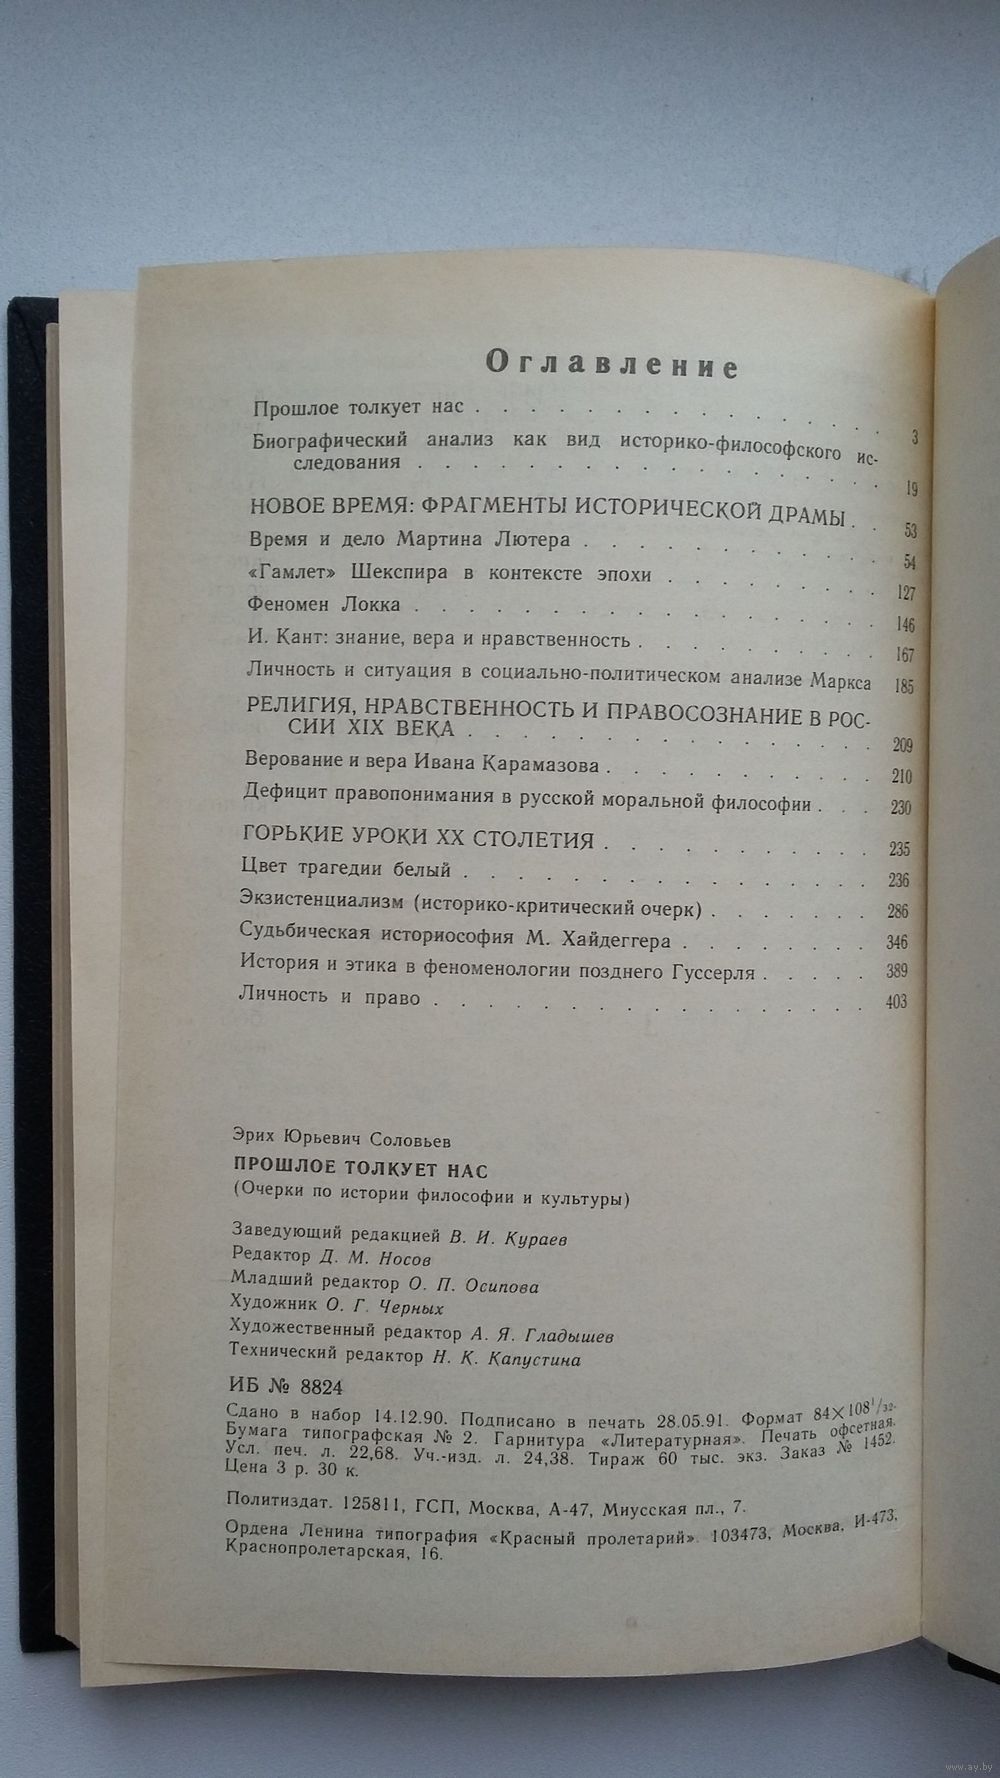 Оглавление
Прошлое толкует нас . . . . . . . . . . . . . . . 3
Биографический анализ как вид историко-философского ис-
следования . . . . . . . . . . . . . . . . . 19
НОВОЕ ВРЕМЯ: ФРАГМЕНТЫ ИСТОРИЧЕСКОЙ ДРАМЫ . . 53
Время и дело Мартина Лютера . . . . . . . . . . . 54
«Гамлет» Шекспира в контексте эпохи . . . . . . . . 127
Феномен Локка . . . . . . . . . . . . . . . . . 146
И. Кант: знание, вера и нравственность . . . . . . . . . 167
Личность и ситуация в социально-политическом анализе Маркса 185
РЕЛИГИЯ, НРАВСТВЕННОСТЬ И ПРАВОСОЗНАНИЕ В РОС-
СИИ XIX ВЕКА . . . . . . . . . . . . . . . 209
Верование и вера Ивана Карамазова . . . . . . . . . . 210
Дефицит правопонимания в русской моральной философии . . . 230
ГОРЬКИЕ УРОКИ XX СТОЛЕТИЯ . . . . . . . . . . 235
Цвет трагедии белый . . . . . . . . . . . . . . . 236
Экзистенциализм (историко-критический очерк) . . . . . . 286
Судьбическая историософия М. Хайдеггера . . . . . . . 346
История и этика в феноменологии позднего Гуссерля . . . . . 389
Личность и право . . . . . . . . . . . . . . . . 403
Эрих Юрьевич Соловьев
ПРОШЛОЕ ТОЛКУЕТ НАС
(Очерки по истории философии и культуры)
Заведующий редакцией В. И. Кураев
Редактор Д. М. Носов
Младший редактор О. П. Осипова
Художник О. Г. Черных
Художественный редактор А. Я. Гладышев
Технический редактор Н. К. Капустина
ИБ № 8824
Сдано в набор 14.12.90. Подписано в печать 28.05.91. Формат 84×108¹/₃₂.
Бумага типографская № 2. Гарнитура «Литературная». Печать офсетная.
Усл. печ. л. 22,68. Уч.-изд. л. 24,38. Тираж 60 тыс. экз. Заказ № 1452.
Цена 3 р. 30 к.
Политиздат. 125811, ГСП, Москва, А-47, Миусская пл., 7.
Ордена Ленина типография «Красный пролетарий». 103473, Москва, И-473,
Краснопролетарская, 16.
www.ay.by